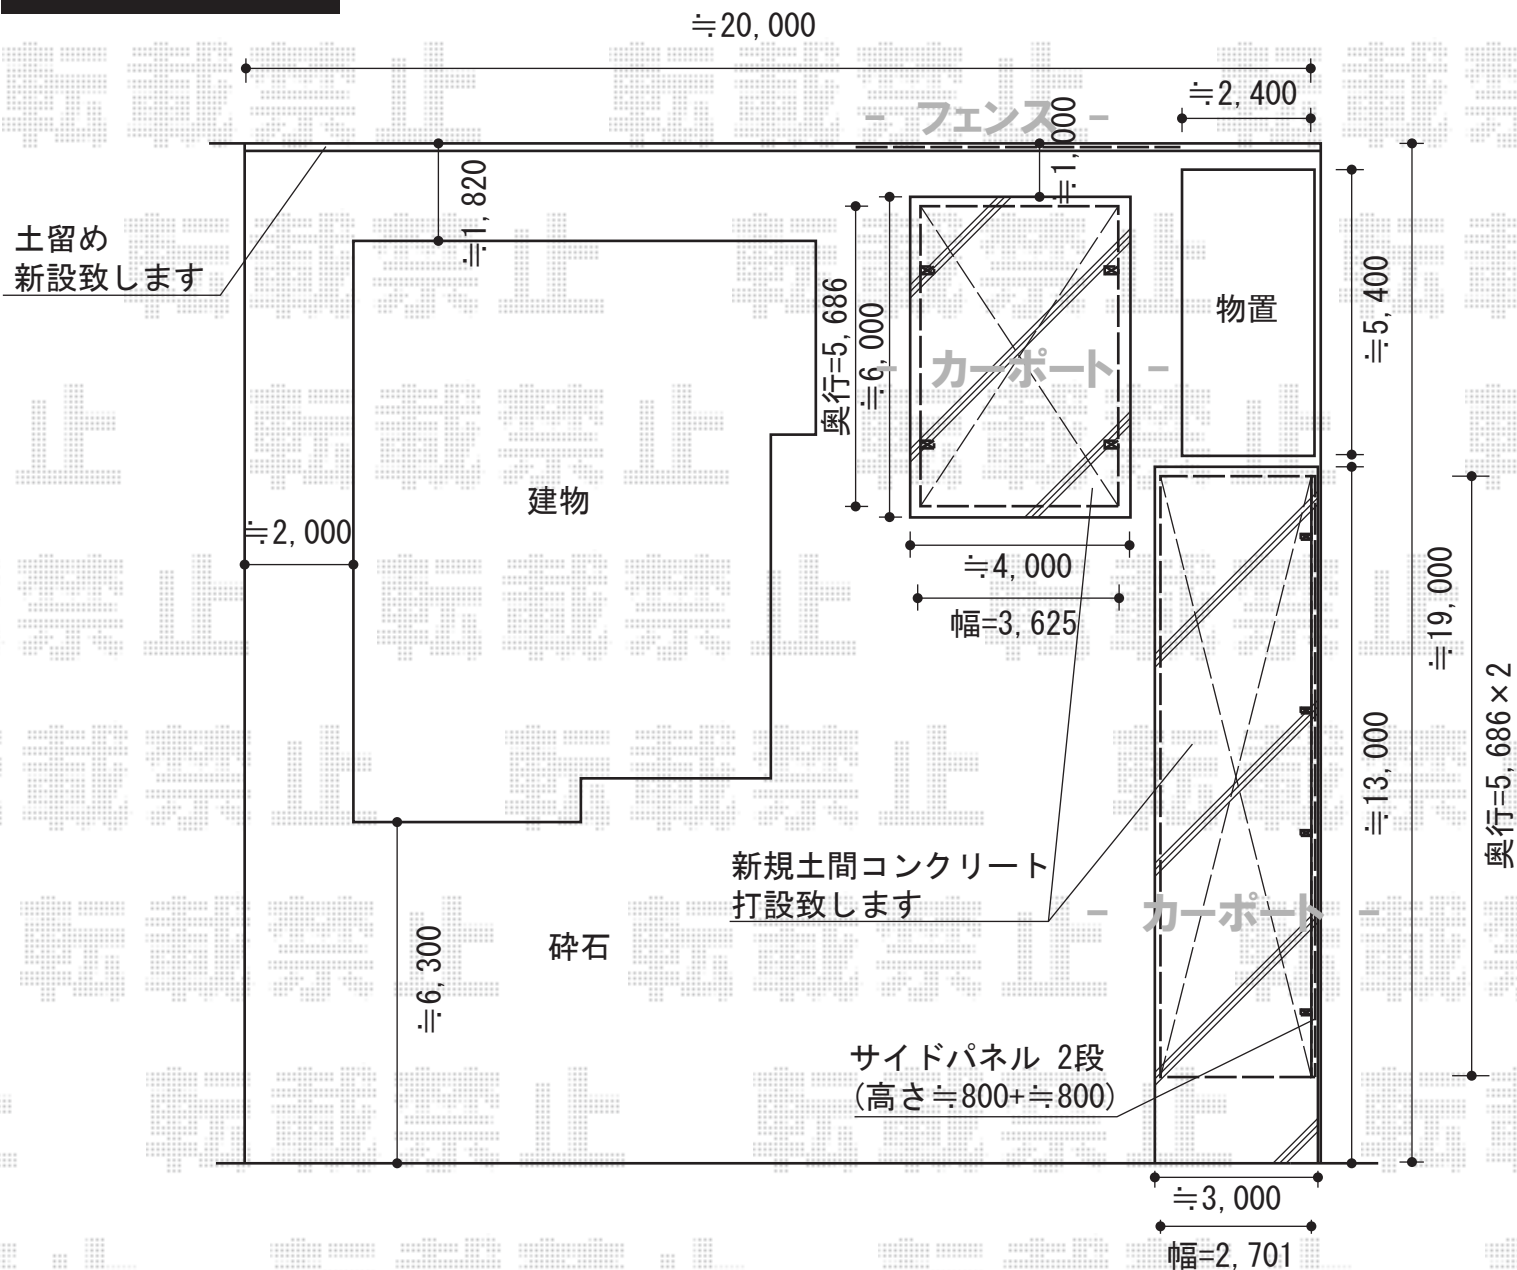 ≒20,000
≒2,400
- フェンス -
≒1,000
≒1,820
土留め
新設致します
奥行=5,686
≒6,000
物置
≒5,400
- カーポート -
建物
≒2,000
≒4,000
幅=3,625
≒19,000
奥行=5,686×2
≒13,000
新規土間コンクリート
打設致します
- カーポート -
砕石
≒6,300
サイドパネル 2段
(高さ≒800+≒800)
≒3,000
幅=2,701
転載禁止